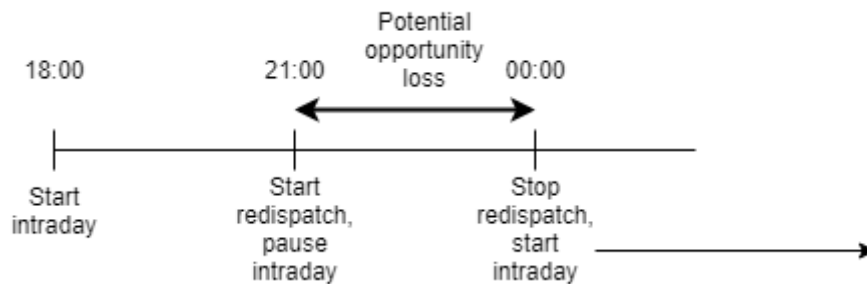 Potential
opportunity
loss
18:00
21:00
00:00
Start
intraday
Start
redispatch,
pause
intraday
Stop
redispatch,
start
intraday